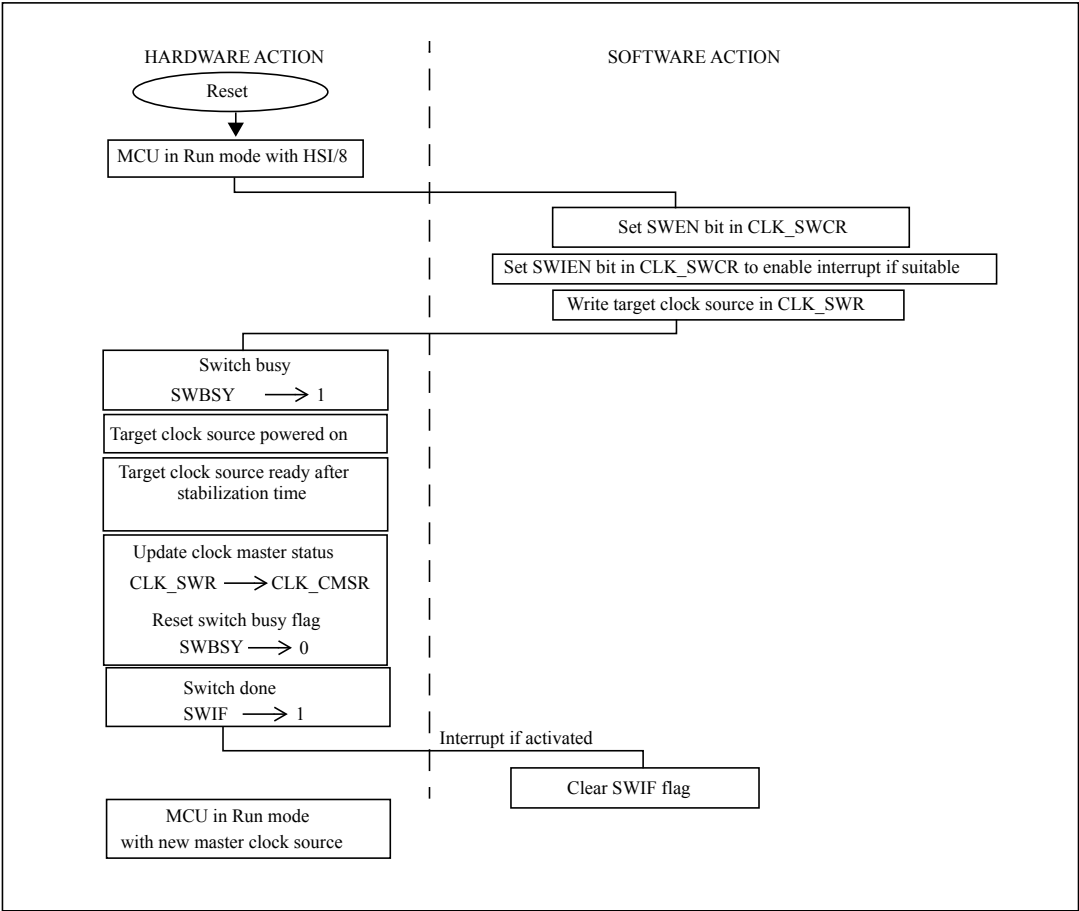 HARDWARE ACTION
SOFTWARE ACTION
Reset
MCU in Run mode with HSI/8
Set SWEN bit in CLK_SWCR
Set SWIEN bit in CLK_SWCR to enable interrupt if suitable
Write target clock source in CLK_SWR
Switch busy
SWBSY → 1
Target clock source powered on
Target clock source ready after
stabilization time
Update clock master status
CLK_SWR → CLK_CMSR
Reset switch busy flag
SWBSY → 0
Switch done
SWIF → 1
Interrupt if activated
Clear SWIF flag
MCU in Run mode
with new master clock source